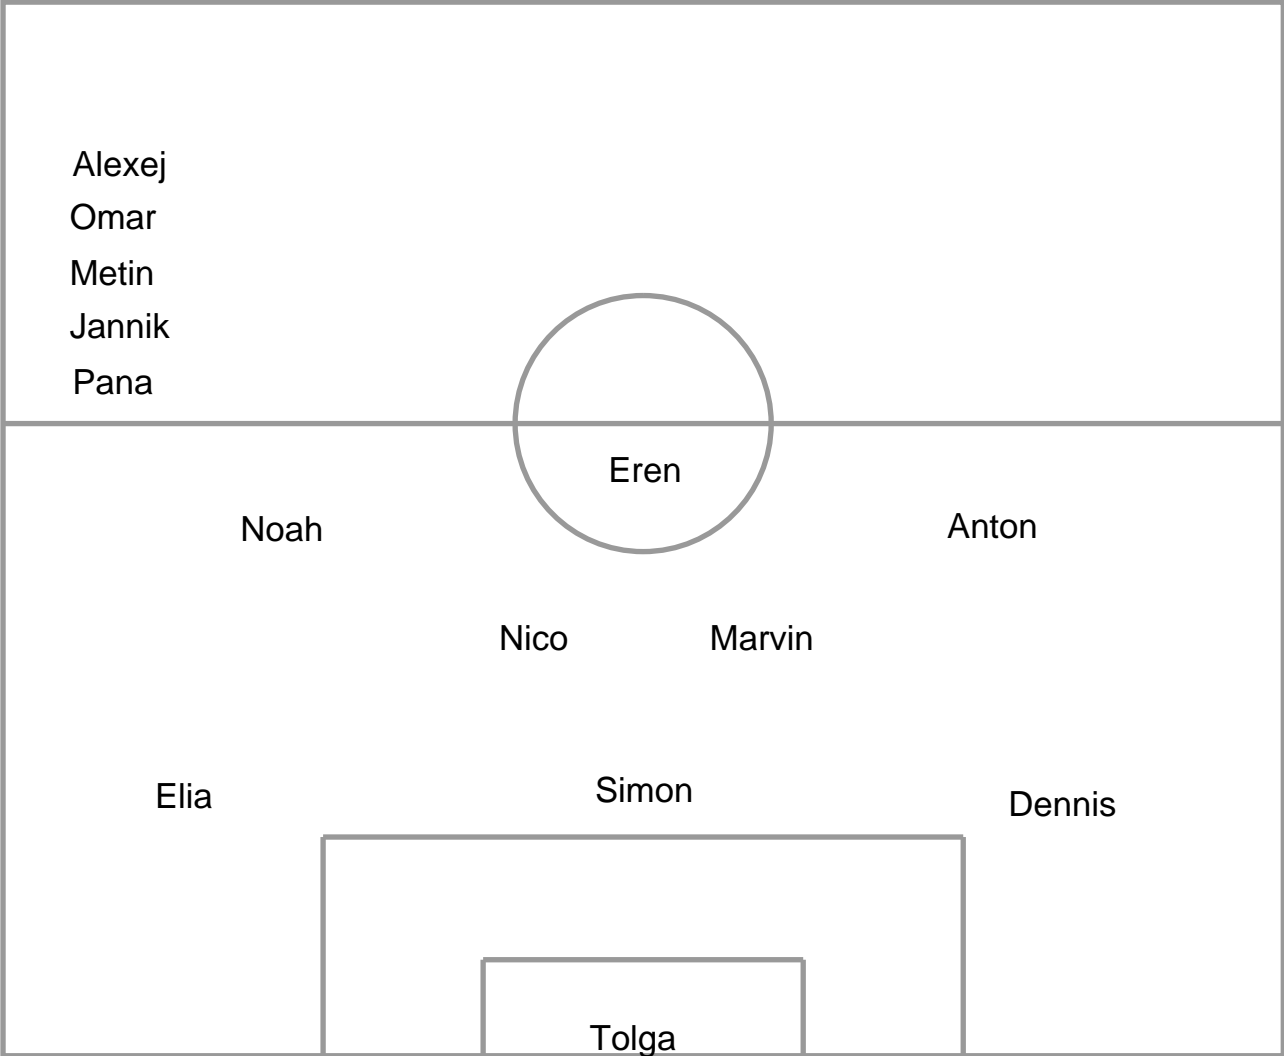 Alexej
Omar
Metin
Jannik
Pana
Eren
Noah
Anton
Nico
Marvin
Elia
Simon
Dennis
Tolga